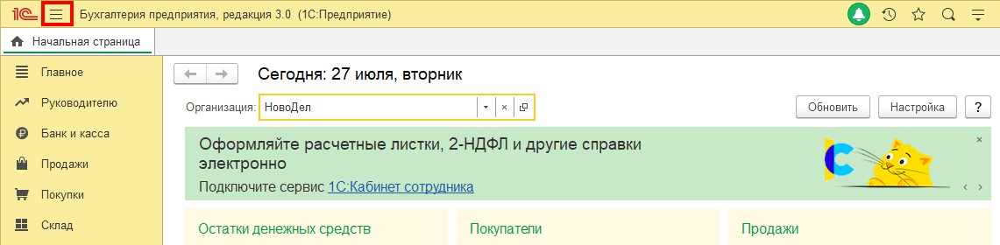 1С Бухгалтерия предприятия, редакция 3.0 (1С:Предприятие)
Начальная страница
Главное
Руководителю
Банк и касса
Продажи
Покупки
Склад
Сегодня: 27 июля, вторник
Организация: НовоДел
Обновить Настройка ?
Оформляйте расчетные листки, 2-НДФЛ и другие справки
электронно
Подключите сервис 1С:Кабинет сотрудника
Остатки денежных средств Покупатели Продажи